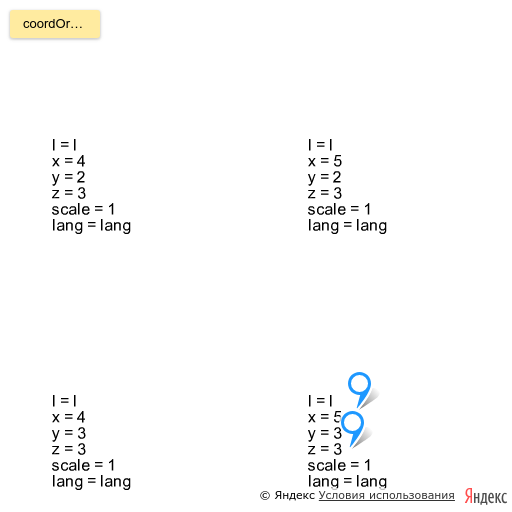 coordOr...
l = l
x = 4
y = 2
z = 3
scale = 1
lang = lang
l = l
x = 5
y = 2
z = 3
scale = 1
lang = lang
l = l
x = 4
y = 3
z = 3
scale = 1
lang = lang
l = l
x = 5
y = 3
z = 3
scale = 1
lang = lang
© Яндекс Условия использования Яндекс